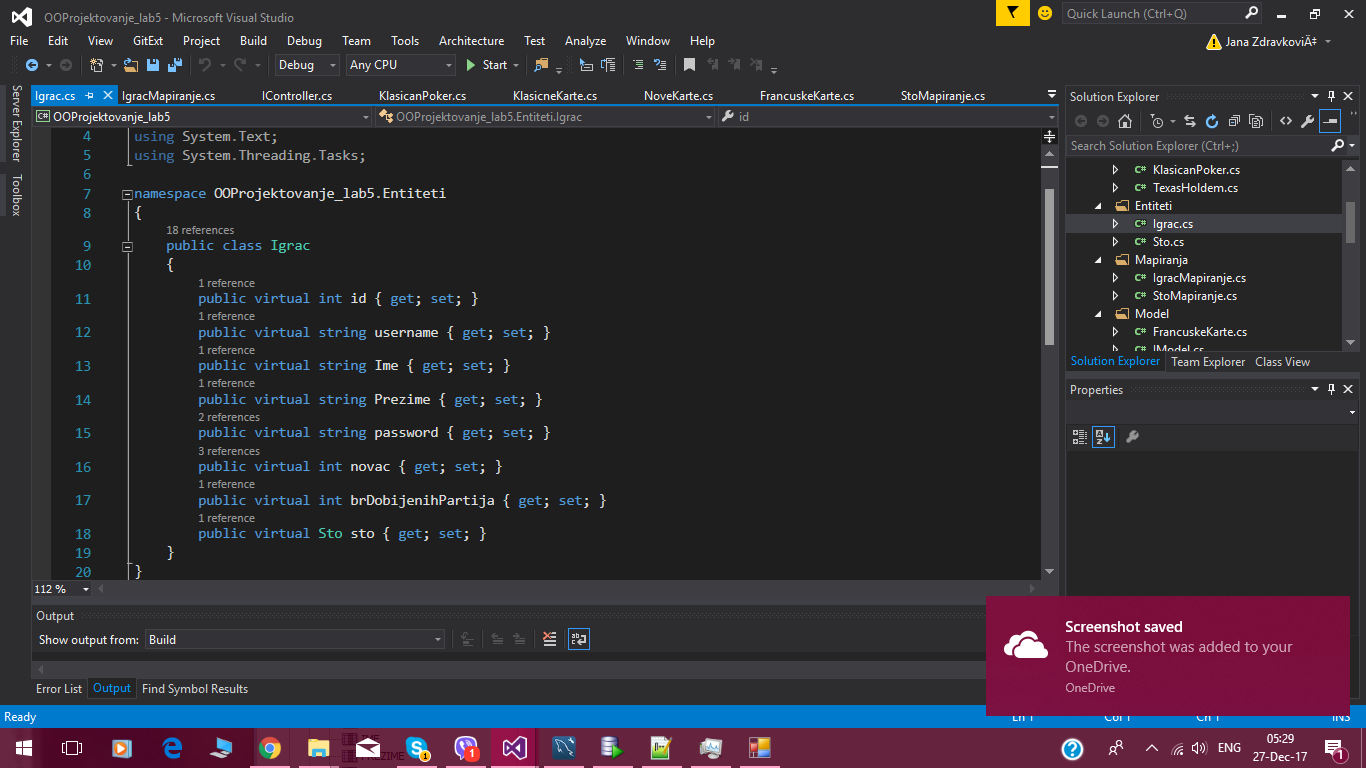 OOProjektovanje_lab5 - Microsoft Visual Studio
Quick Launch (Ctrl+Q)
File Edit View GitExt Project Build Debug Team Tools Architecture Test Analyze Window Help
Jana ZdravkoviÄ‡
Debug Any CPU Start
Server Explorer
Toolbox
Igrac.cs IgracMapiranje.cs IController.cs KlasicanPoker.cs KlasicneKarte.cs NoveKarte.cs FrancuskeKarte.cs StoMapiranje.cs
OOProjektovanje_lab5 OOProjektovanje_lab5.Entiteti.Igrac id
4 using System.Text;
5 using System.Threading.Tasks;
6
7 namespace OOProjektovanje_lab5.Entiteti
8 {
18 references
9 public class Igrac
10 {
1 reference
11 public virtual int id { get; set; }
1 reference
12 public virtual string username { get; set; }
1 reference
13 public virtual string Ime { get; set; }
1 reference
14 public virtual string Prezime { get; set; }
2 references
15 public virtual string password { get; set; }
3 references
16 public virtual int novac { get; set; }
1 reference
17 public virtual int brDobijenihPartija { get; set; }
1 reference
18 public virtual Sto sto { get; set; }
19 }
20 }
112 %
Output
Show output from: Build
Error List Output Find Symbol Results
Solution Explorer
Search Solution Explorer (Ctrl+;)
C# KlasicanPoker.cs
C# TexasHoldem.cs
Entiteti
C# Igrac.cs
C# Sto.cs
Mapiranja
C# IgracMapiranje.cs
C# StoMapiranje.cs
Model
C# FrancuskeKarte.cs
C# IModel.cs
Solution Explorer Team Explorer Class View
Properties
Screenshot saved
The screenshot was added to your
OneDrive.
OneDrive
Ready Ln 1 Col 1 Ch 1 INS
1 1 ENG 05:29
27-Dec-17 1